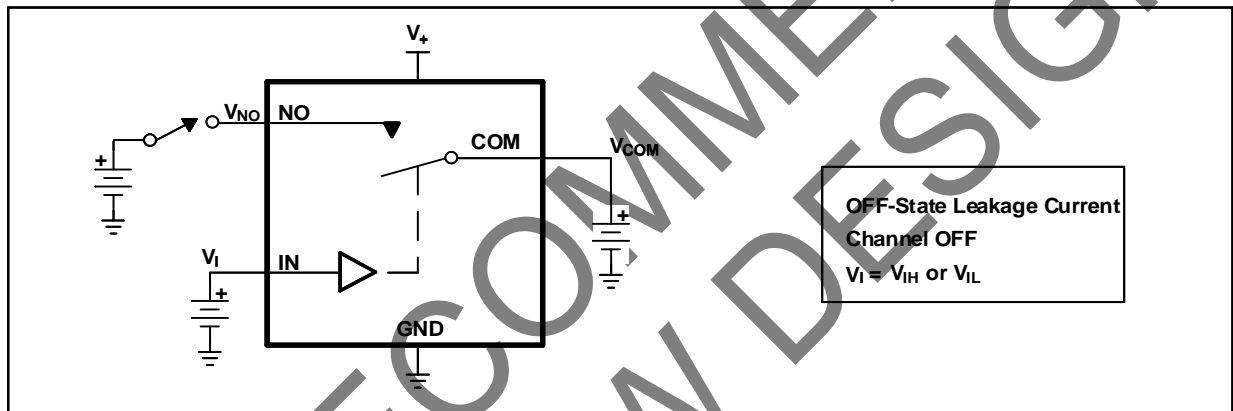 V+
VNO NO
COM
VCOM
+
+
VI
IN
+
GND
OFF-State Leakage Current
Channel OFF
VI = VIH or VIL